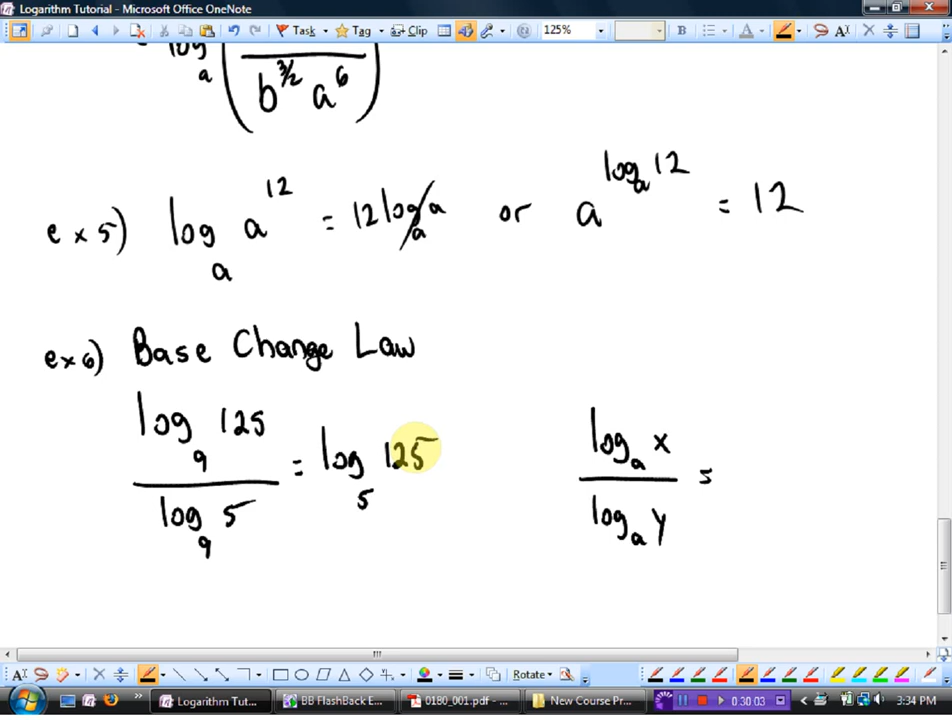 Logarithm Tutorial - Microsoft Office OneNote
Task Tag Clip 125% B
log_a ( b^{3/2} a^6 )
ex5) log_a a^{12} = 12 log_a a or a^{log_a 12} = 12
ex6) Base Change Law
log_9 125 / log_9 5 = log_5 125 log_a x / log_a y =
Rotate
Logarithm Tut... BB FlashBack E... 0180_001.pdf - ... New Course Pr... 0.30.03 3:34 PM